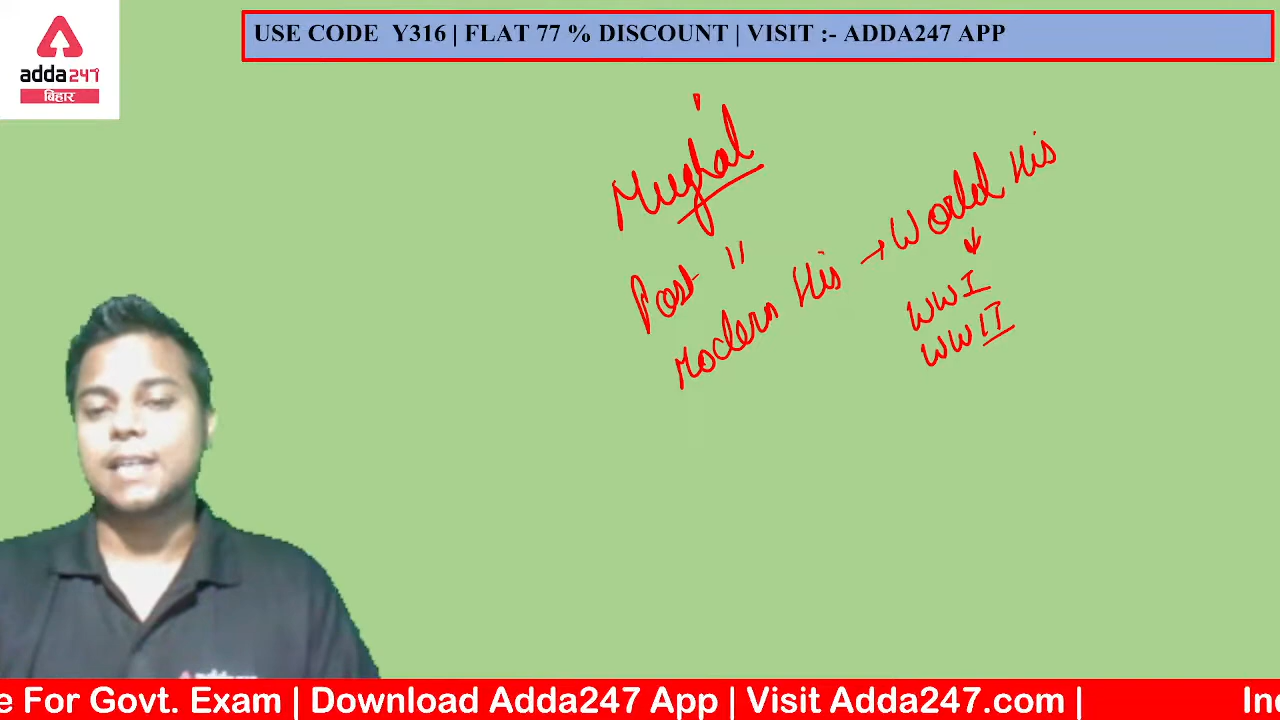 USE CODE Y316 | FLAT 77 % DISCOUNT | VISIT :- ADDA247 APP
adda247
बिहार
Mughal
Post "
Modern His → World His
↓
WW I
WW II
e For Govt. Exam | Download Adda247 App | Visit Adda247.com | Inc